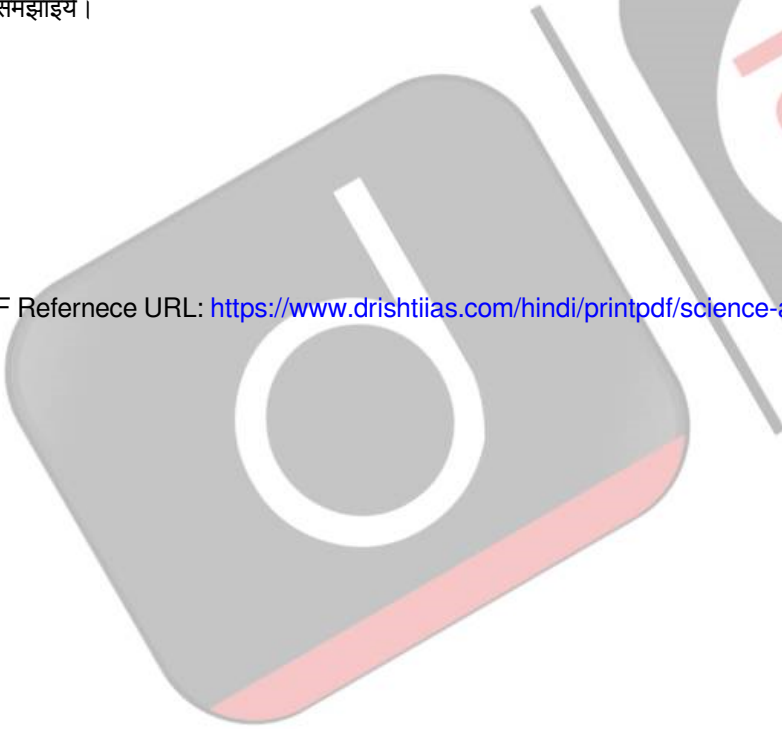 समझाइये।
F Refernece URL: https://www.drishtiias.com/hindi/printpdf/science-a
d